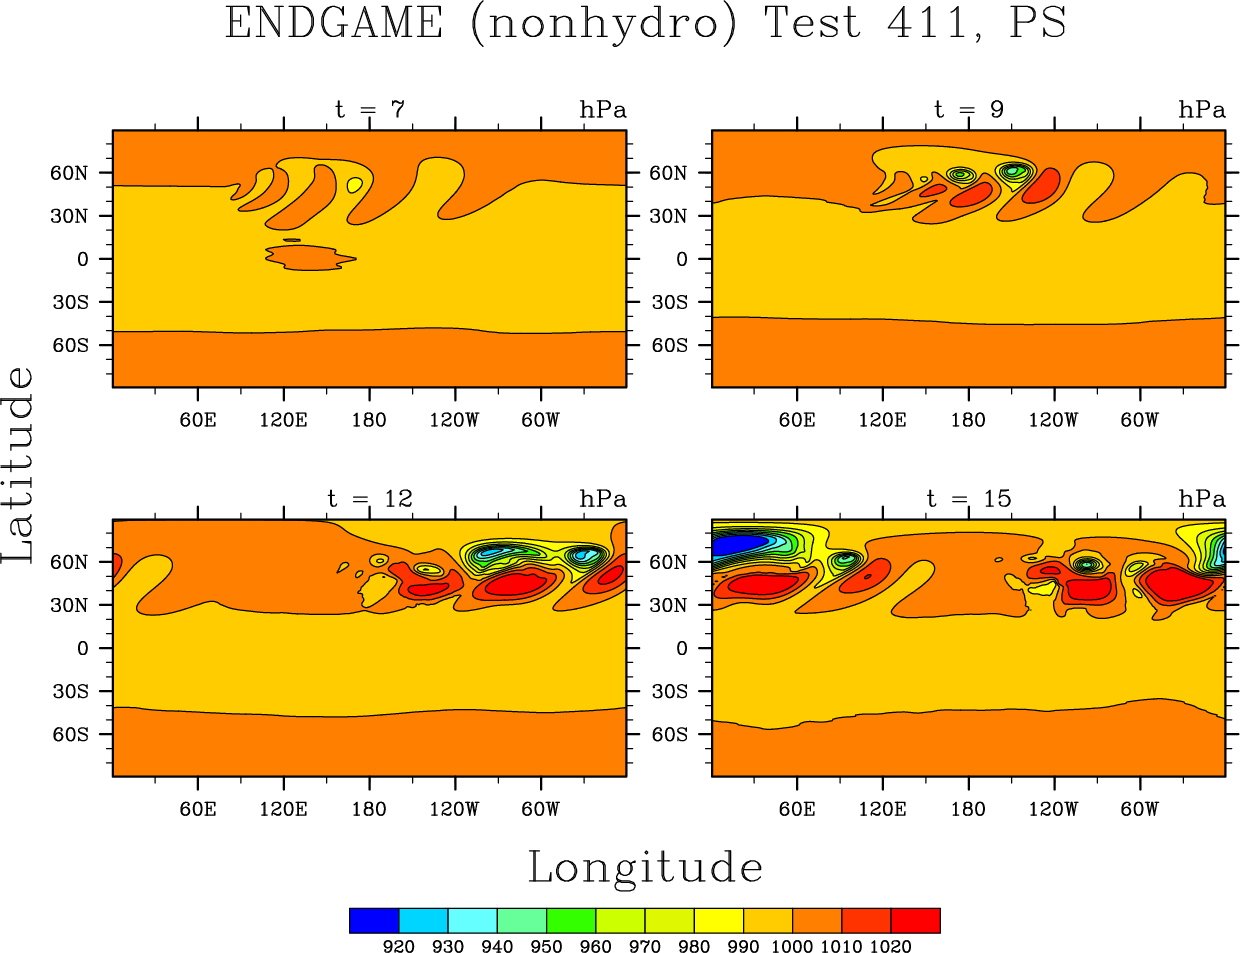 ENDGAME (nonhydro) Test 411, PS
t = 7 hPa
t = 9 hPa
60N
30N
0
30S
60S
60N
30N
0
30S
60S
60E 120E 180 120W 60W
60E 120E 180 120W 60W
Latitude
t = 12 hPa
t = 15 hPa
60N
30N
0
30S
60S
60N
30N
0
30S
60S
60E 120E 180 120W 60W
60E 120E 180 120W 60W
Longitude
920 930 940 950 960 970 980 990 1000 1010 1020